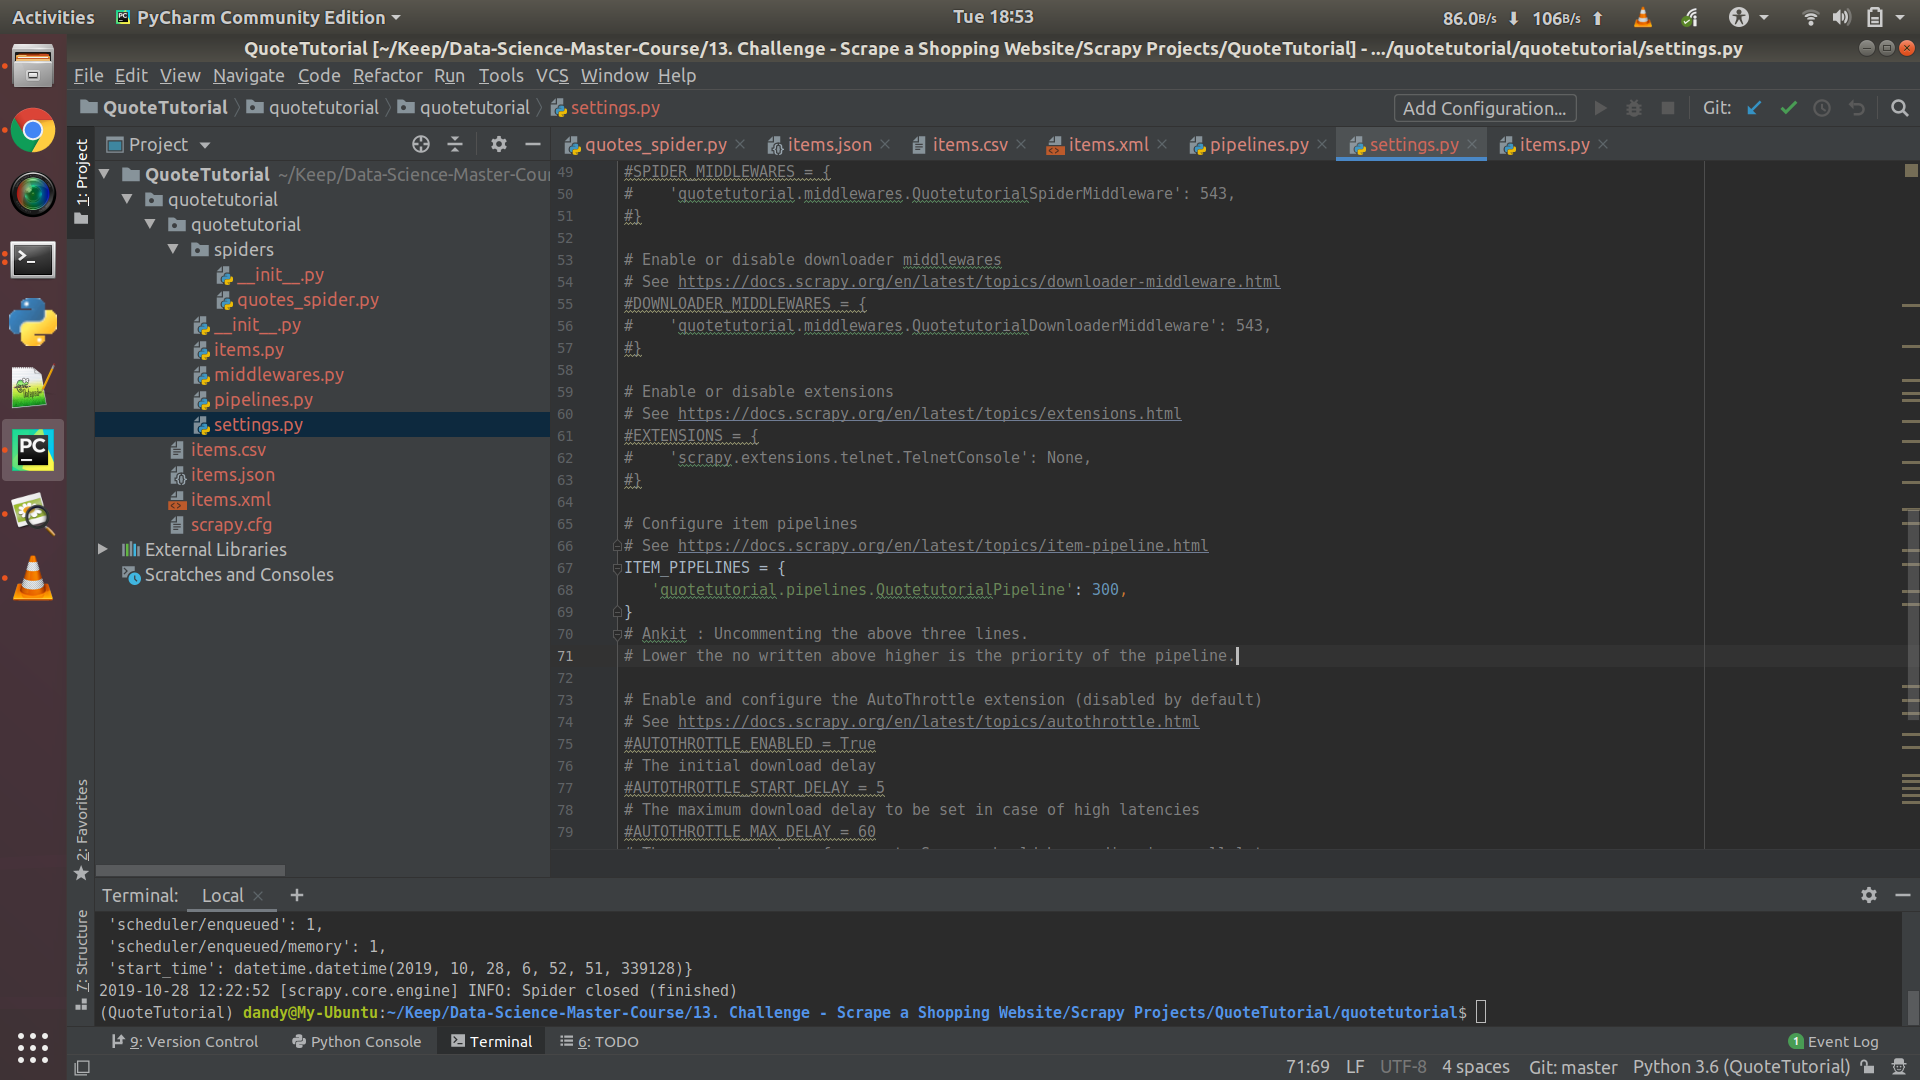 Activities PyCharm Community Edition Tue 18:53 86.0B/s 106B/s
QuoteTutorial [~/Keep/Data-Science-Master-Course/13. Challenge - Scrape a Shopping Website/Scrapy Projects/QuoteTutorial] - .../quotetutorial/quotetutorial/settings.py
File Edit View Navigate Code Refactor Run Tools VCS Window Help
QuoteTutorial quotetutorial quotetutorial settings.py Add Configuration... Git:
1: Project
Project
QuoteTutorial ~/Keep/Data-Science-Master-Cour
quotetutorial
quotetutorial
spiders
__init__.py
quotes_spider.py
__init__.py
items.py
middlewares.py
pipelines.py
settings.py
items.csv
items.json
items.xml
scrapy.cfg
External Libraries
Scratches and Consoles
2: Favorites
7: Structure
quotes_spider.py items.json items.csv items.xml pipelines.py settings.py items.py
49 #SPIDER_MIDDLEWARES = {
50 #    'quotetutorial.middlewares.QuotetutorialSpiderMiddleware': 543,
51 #}
52
53 # Enable or disable downloader middlewares
54 # See https://docs.scrapy.org/en/latest/topics/downloader-middleware.html
55 #DOWNLOADER_MIDDLEWARES = {
56 #    'quotetutorial.middlewares.QuotetutorialDownloaderMiddleware': 543,
57 #}
58
59 # Enable or disable extensions
60 # See https://docs.scrapy.org/en/latest/topics/extensions.html
61 #EXTENSIONS = {
62 #    'scrapy.extensions.telnet.TelnetConsole': None,
63 #}
64
65 # Configure item pipelines
66 # See https://docs.scrapy.org/en/latest/topics/item-pipeline.html
67 ITEM_PIPELINES = {
68    'quotetutorial.pipelines.QuotetutorialPipeline': 300,
69 }
70 # Ankit : Uncommenting the above three lines.
71 # Lower the no written above higher is the priority of the pipeline.
72
73 # Enable and configure the AutoThrottle extension (disabled by default)
74 # See https://docs.scrapy.org/en/latest/topics/autothrottle.html
75 #AUTOTHROTTLE_ENABLED = True
76 # The initial download delay
77 #AUTOTHROTTLE_START_DELAY = 5
78 # The maximum download delay to be set in case of high latencies
79 #AUTOTHROTTLE_MAX_DELAY = 60
Terminal: Local +
'scheduler/enqueued': 1,
'scheduler/enqueued/memory': 1,
'start_time': datetime.datetime(2019, 10, 28, 6, 52, 51, 339128)}
2019-10-28 12:22:52 [scrapy.core.engine] INFO: Spider closed (finished)
(QuoteTutorial) dandy@My-Ubuntu:~/Keep/Data-Science-Master-Course/13. Challenge - Scrape a Shopping Website/Scrapy Projects/QuoteTutorial/quotetutorial$
9: Version Control Python Console Terminal 6: TODO 1 Event Log
71:69 LF UTF-8 4 spaces Git: master Python 3.6 (QuoteTutorial)